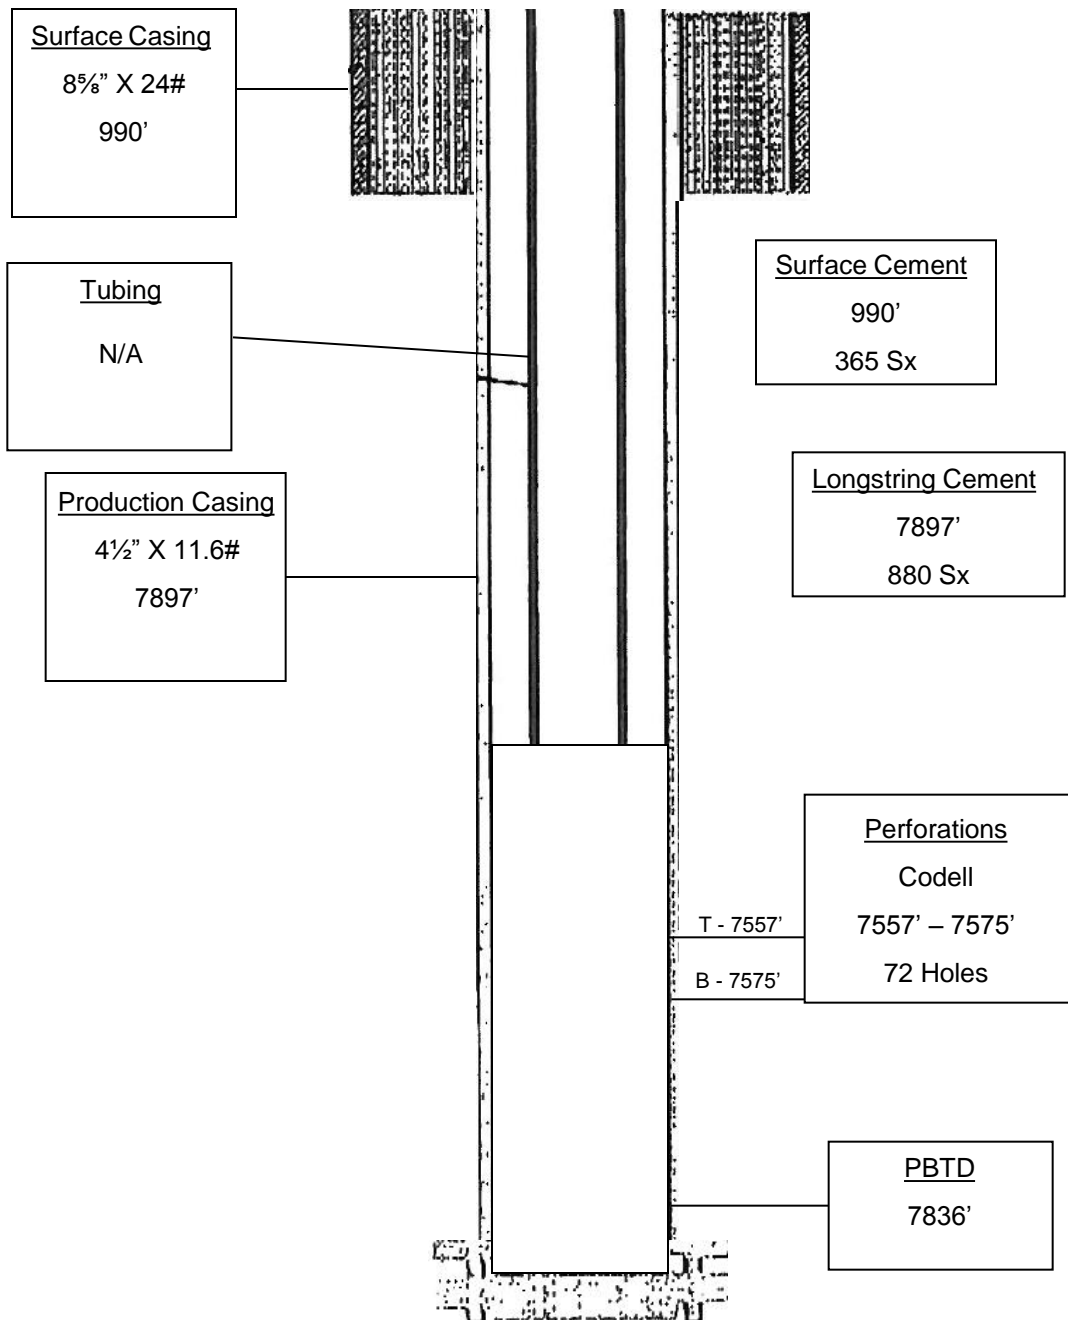 Surface Casing
8⅝” X 24#
990’
Tubing
N/A
Production Casing
4½” X 11.6#
7897’
Surface Cement
990’
365 Sx
Longstring Cement
7897’
880 Sx
Perforations
Codell
7557’ – 7575’
72 Holes
T - 7557’
B - 7575’
PBTD
7836’